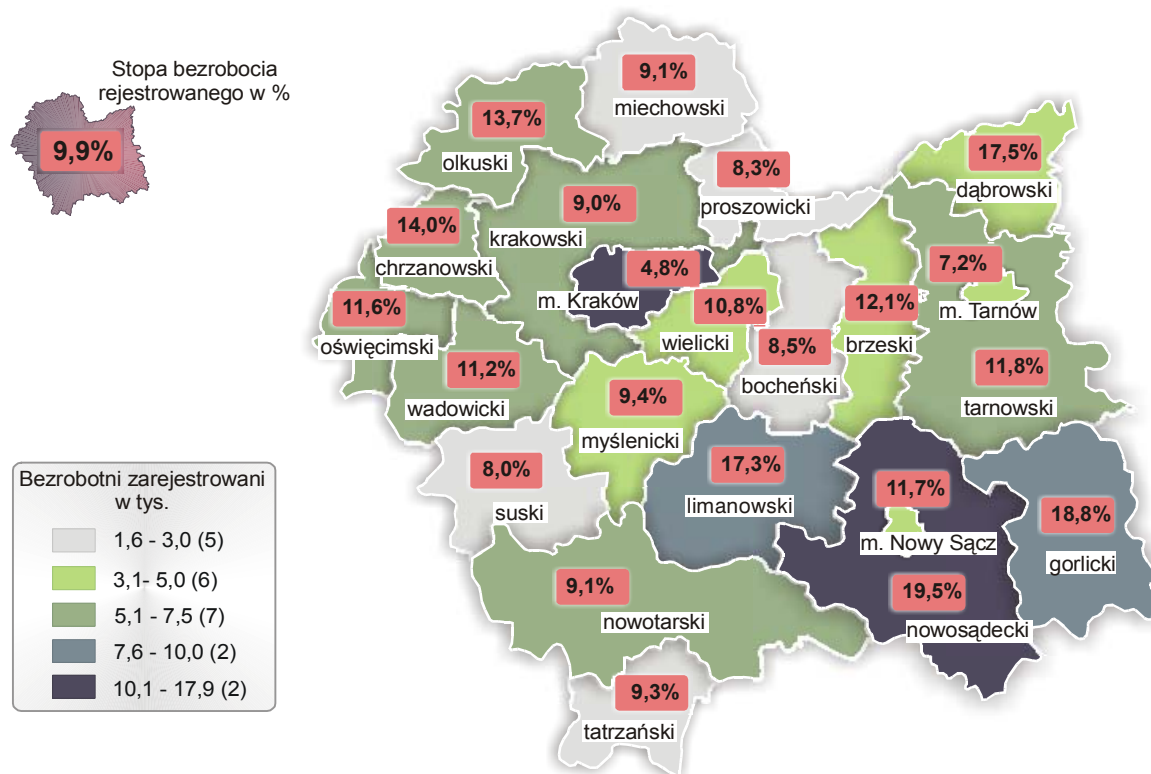 Stopa bezrobocia
rejestrowanego w %
9,9%
9,1%
miechowski
13,7%
olkuski
8,3%
proszowicki
17,5%
dąbrowski
9,0%
krakowski
14,0%
chrzanowski
4,8%
m. Kraków
7,2%
m. Tarnów
11,6%
oświęcimski
10,8%
wielicki
12,1%
brzeski
8,5%
bocheński
11,2%
wadowicki
11,8%
tarnowski
9,4%
myślenicki
8,0%
suski
17,3%
limanowski
11,7%
m. Nowy Sącz
18,8%
gorlicki
9,1%
nowotarski
19,5%
nowosądecki
9,3%
tatrzański
Bezrobotni zarejestrowani
w tys.
1,6 - 3,0 (5)
3,1- 5,0 (6)
5,1 - 7,5 (7)
7,6 - 10,0 (2)
10,1 - 17,9 (2)